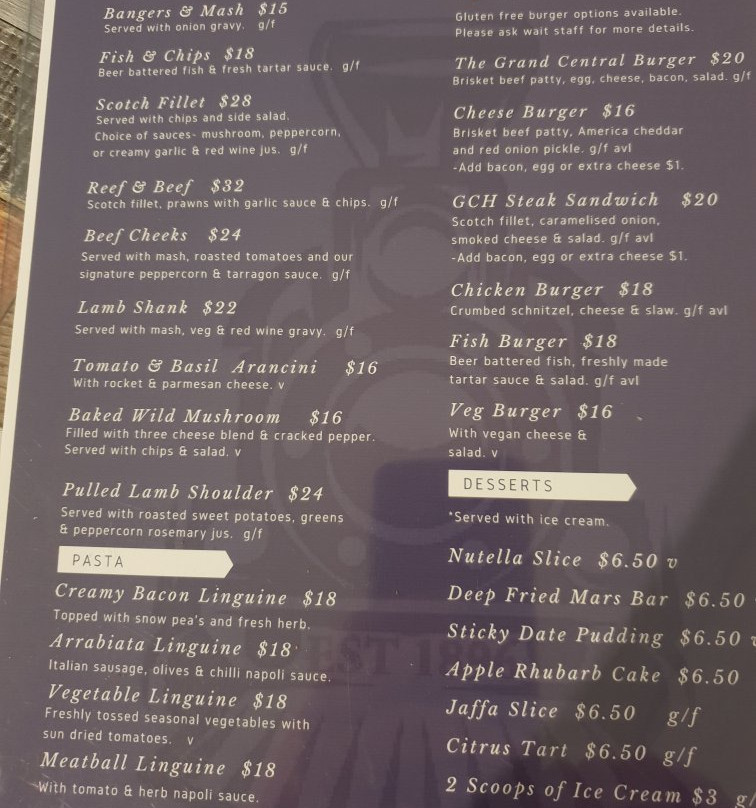 Bangers & Mash $15
Served with onion gravy. g/f
Fish & Chips $18
Beer battered fish & fresh tartar sauce. g/f
Scotch Fillet $28
Served with chips and side salad.
Choice of sauces- mushroom, peppercorn,
or creamy garlic & red wine jus. g/f
Reef & Beef $32
Scotch fillet, prawns with garlic sauce & chips. g/f
Beef Cheeks $24
Served with mash, roasted tomatoes and our
signature peppercorn & tarragon sauce. g/f
Lamb Shank $22
Served with mash, veg & red wine gravy. g/f
Tomato & Basil Arancini $16
With rocket & parmesan cheese. v
Baked Wild Mushroom $16
Filled with three cheese blend & cracked pepper.
Served with chips & salad. v
Pulled Lamb Shoulder $24
Served with roasted sweet potatoes, greens
& peppercorn rosemary jus. g/f
PASTA
Creamy Bacon Linguine $18
Topped with snow pea's and fresh herb.
Arrabiata Linguine $18
Italian sausage, olives & chilli napoli sauce.
Vegetable Linguine $18
Freshly tossed seasonal vegetables with
sun dried tomatoes. v
Meatball Linguine $18
With tomato & herb napoli sauce.
Gluten free burger options available.
Please ask wait staff for more details.
The Grand Central Burger $20
Brisket beef patty, egg, cheese, bacon, salad. g/f
Cheese Burger $16
Brisket beef patty, America cheddar
and red onion pickle. g/f avl
-Add bacon, egg or extra cheese $1.
GCH Steak Sandwich $20
Scotch fillet, caramelised onion,
smoked cheese & salad. g/f avl
-Add bacon, egg or extra cheese $1.
Chicken Burger $18
Crumbed schnitzel, cheese & slaw. g/f avl
Fish Burger $18
Beer battered fish, freshly made
tartar sauce & salad. g/f avl
Veg Burger $16
With vegan cheese &
salad. v
DESSERTS
*Served with ice cream.
Nutella Slice $6.50 v
Deep Fried Mars Bar $6.50
Sticky Date Pudding $6.50 v
Apple Rhubarb Cake $6.50
Jaffa Slice $6.50 g/f
Citrus Tart $6.50 g/f
2 Scoops of Ice Cream $3
EST